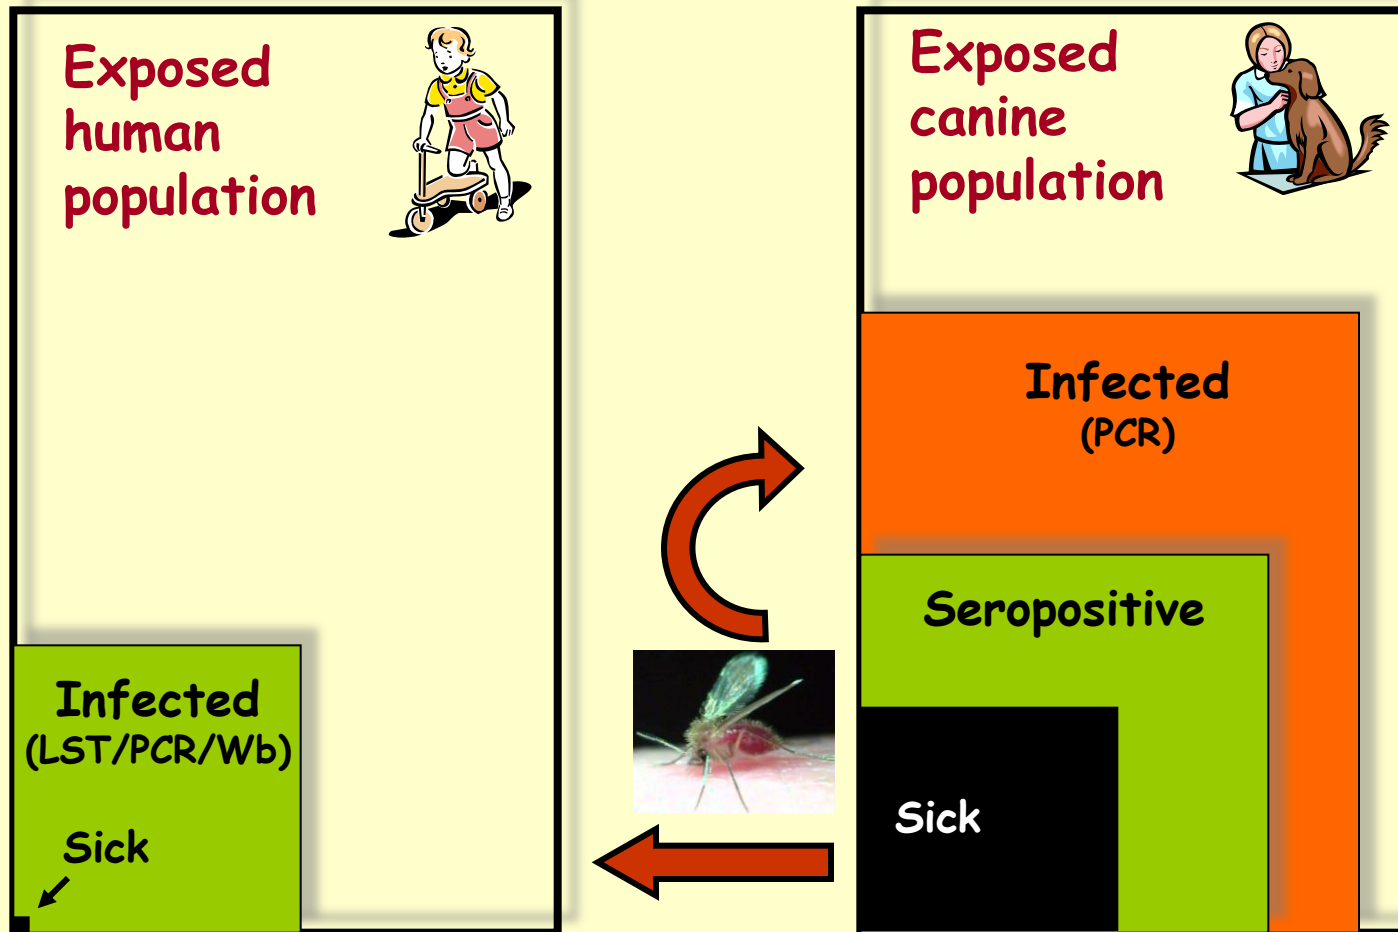 Exposed
human
population
Infected
(LST/PCR/Wb)
Sick
Exposed
canine
population
Infected
(PCR)
Seropositive
Sick